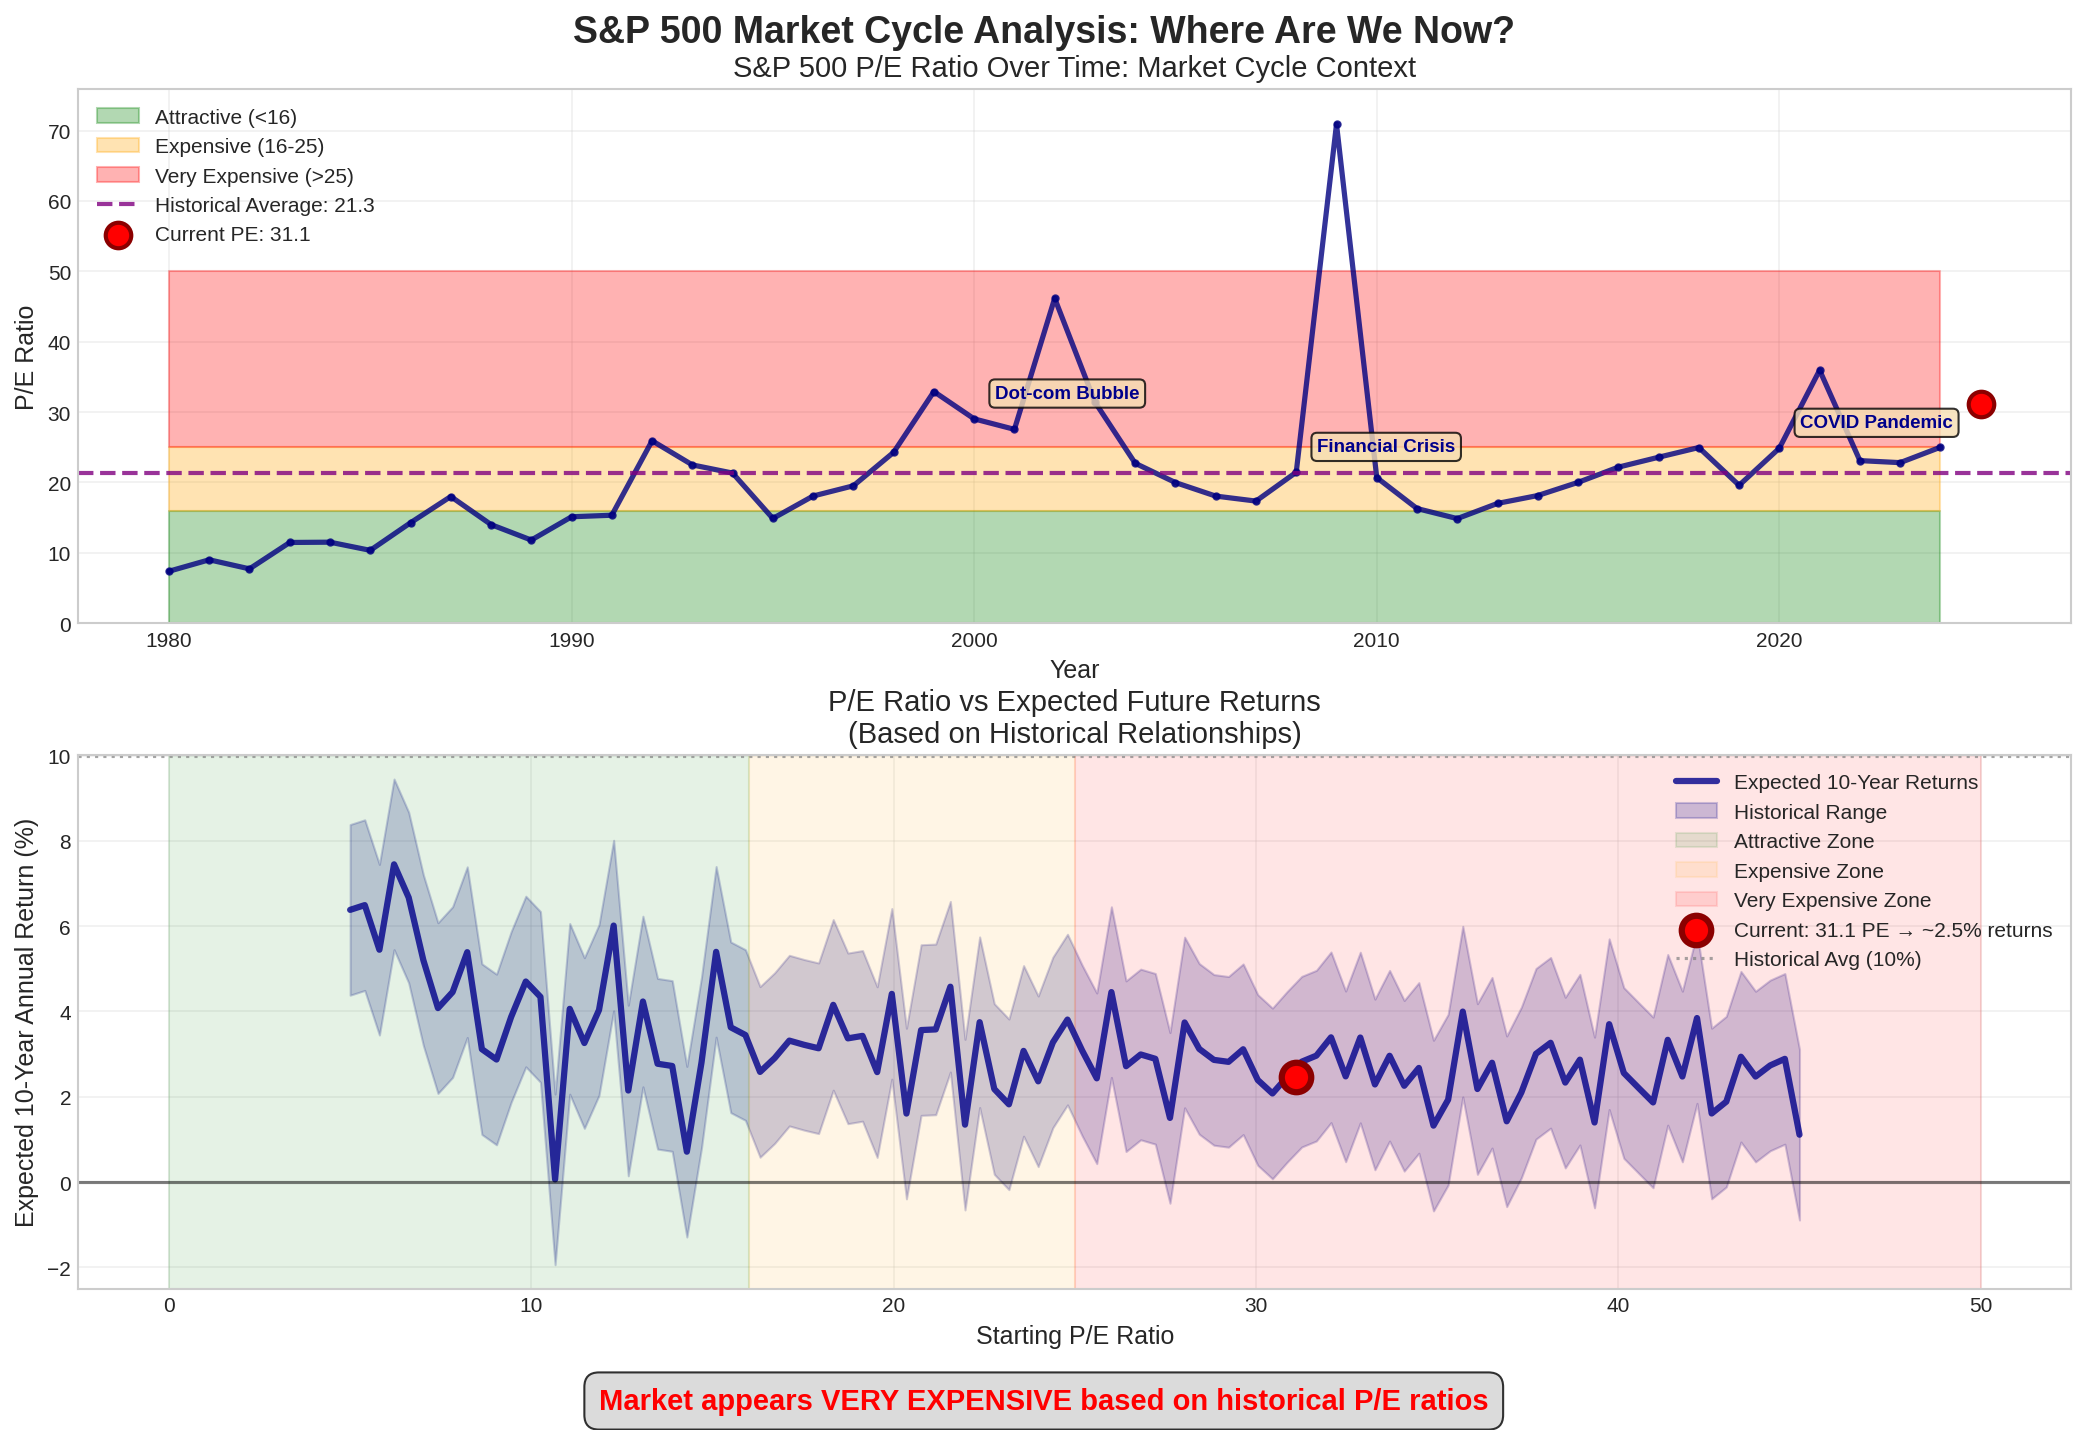 S&P 500 Market Cycle Analysis: Where Are We Now?
S&P 500 P/E Ratio Over Time: Market Cycle Context
Attractive (<16)
Expensive (16-25)
Very Expensive (>25)
Historical Average: 21.3
Current PE: 31.1
P/E Ratio
70
60
50
40
30
20
10
0
Dot-com Bubble
Financial Crisis
COVID Pandemic
1980
1990
2000
2010
2020
Year
P/E Ratio vs Expected Future Returns
(Based on Historical Relationships)
Expected 10-Year Annual Return (%)
10
8
6
4
2
0
−2
Expected 10-Year Returns
Historical Range
Attractive Zone
Expensive Zone
Very Expensive Zone
Current: 31.1 PE → ~2.5% returns
Historical Avg (10%)
0
10
20
30
40
50
Starting P/E Ratio
Market appears VERY EXPENSIVE based on historical P/E ratios